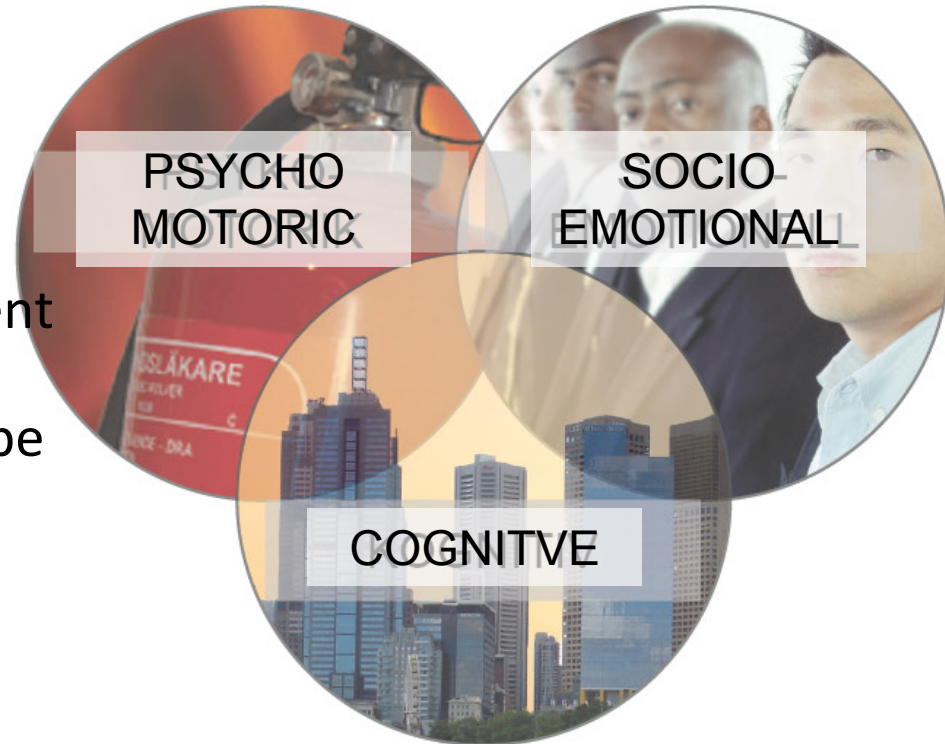 PSYCHO
MOTORIC
SOCIO-
EMOTIONAL
ent
be
SLÄKARE
COGNITVE